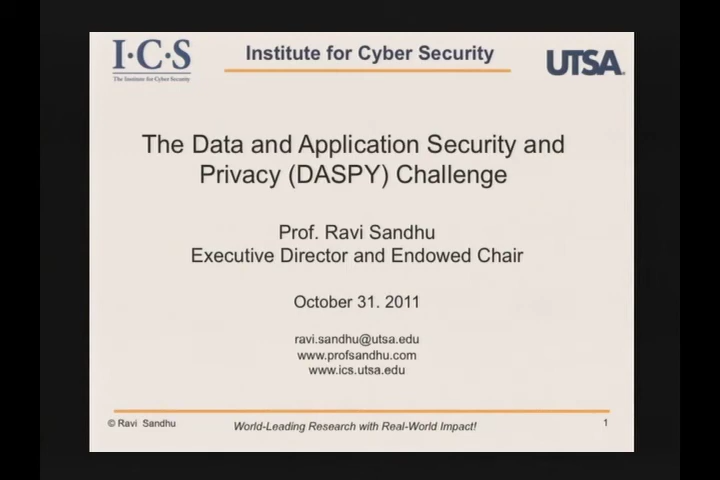 I·C·S
The Institute for Cyber Security
Institute for Cyber Security
UTSA
The Data and Application Security and
Privacy (DASPY) Challenge
Prof. Ravi Sandhu
Executive Director and Endowed Chair
October 31. 2011
ravi.sandhu@utsa.edu
www.profsandhu.com
www.ics.utsa.edu
© Ravi Sandhu
World-Leading Research with Real-World Impact!
1